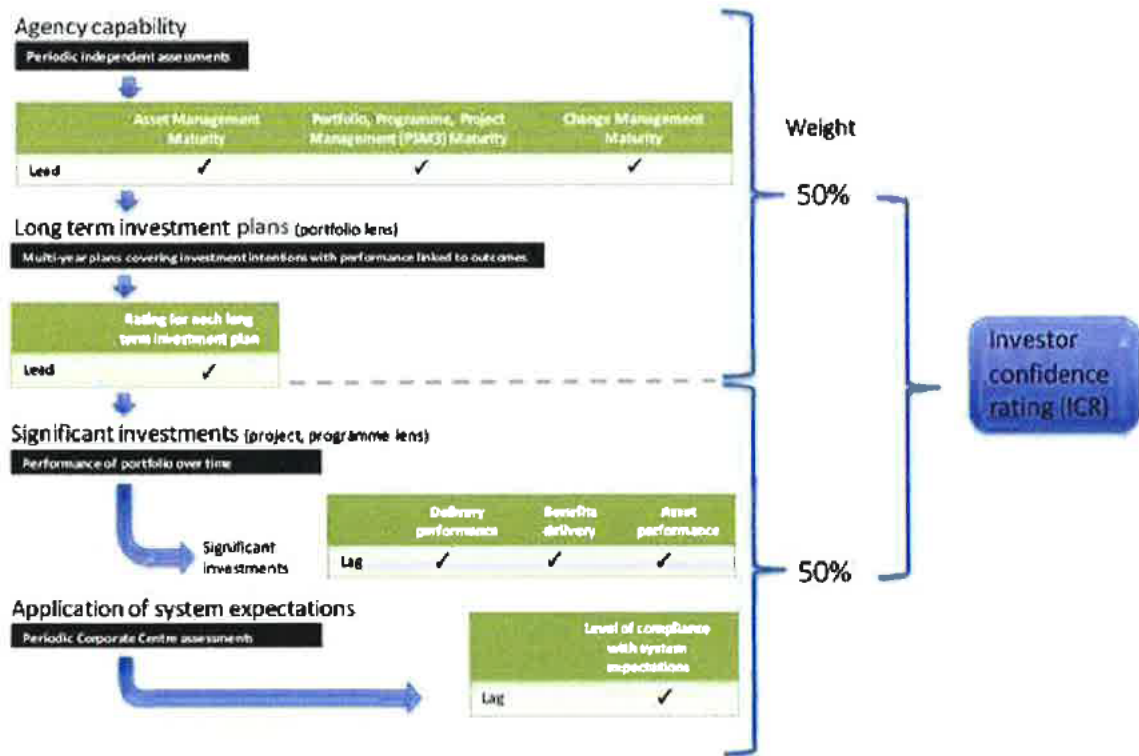 Agency capability
Periodic independent assessments
Asset Management
Maturity
Portfolio, Programme, Project
Management (P3M3) Maturity
Change Management
Maturity
Lead ✓ ✓ ✓
Weight
50%
Long term investment plans (portfolio lens)
Multi-year plans covering investment intentions with performance linked to outcomes
Rating for each long
term investment plan
Lead ✓
Investor
confidence
rating (ICR)
Significant investments (project, programme lens)
Performance of portfolio over time
Significant
investments
Delivery
performance
Benefits
delivery
Asset
performance
Lag ✓ ✓ ✓
50%
Application of system expectations
Periodic Corporate Centre assessments
Level of compliance
with system
expectations
Lag ✓